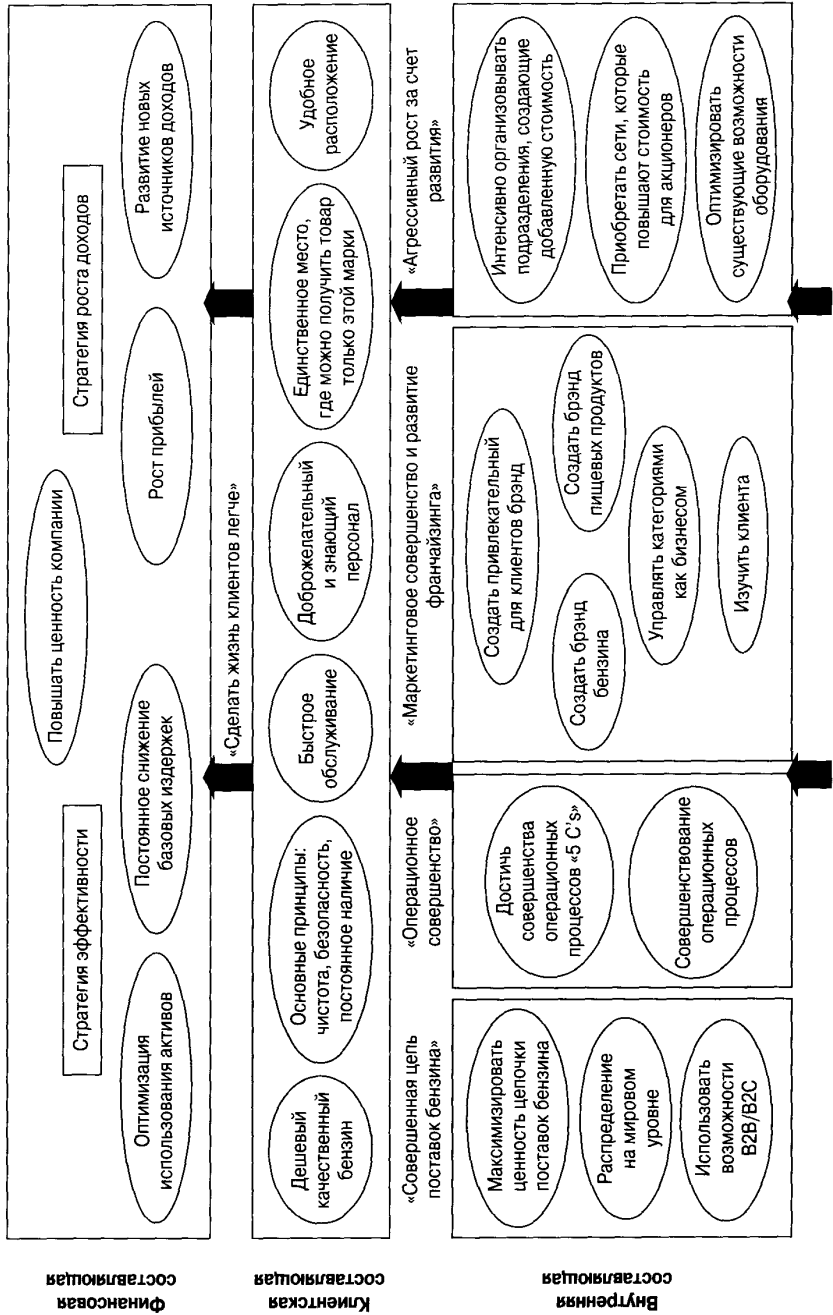 Финансовая
составляющая
Повышать ценность компании
Стратегия эффективности
Стратегия роста доходов
Оптимизация
использования активов
Постоянное снижение
базовых издержек
Рост прибылей
Развитие новых
источников доходов
«Сделать жизнь клиентов легче»
Клиентская
составляющая
Дешевый
качественный
бензин
Основные принципы:
чистота, безопасность,
постоянное наличие
Быстрое
обслуживание
Доброжелательный
и знающий
персонал
Единственное место,
где можно получить товар
только этой марки
Удобное
расположение
«Совершенная цепь
поставок бензина»
«Операционное
совершенство»
«Маркетинговое совершенство и развитие
франчайзинга»
«Агрессивный рост за счет
развития»
Внутренняя
составляющая
Максимизировать
ценность цепочки
поставок бензина
Распределение
на мировом
уровне
Использовать
возможности
B2B/B2C
Достичь
совершенства
операционных
процессов «5 C's»
Совершенствование
операционных
процессов
Создать привлекательный
для клиентов брэнд
Создать брэнд
бензина
Создать брэнд
пищевых продуктов
Управлять категориями
как бизнесом
Изучить клиента
Интенсивно организовывать
подразделения, создающие
добавленную стоимость
Приобретать сети, которые
повышают стоимость
для акционеров
Оптимизировать
существующие возможности
оборудования